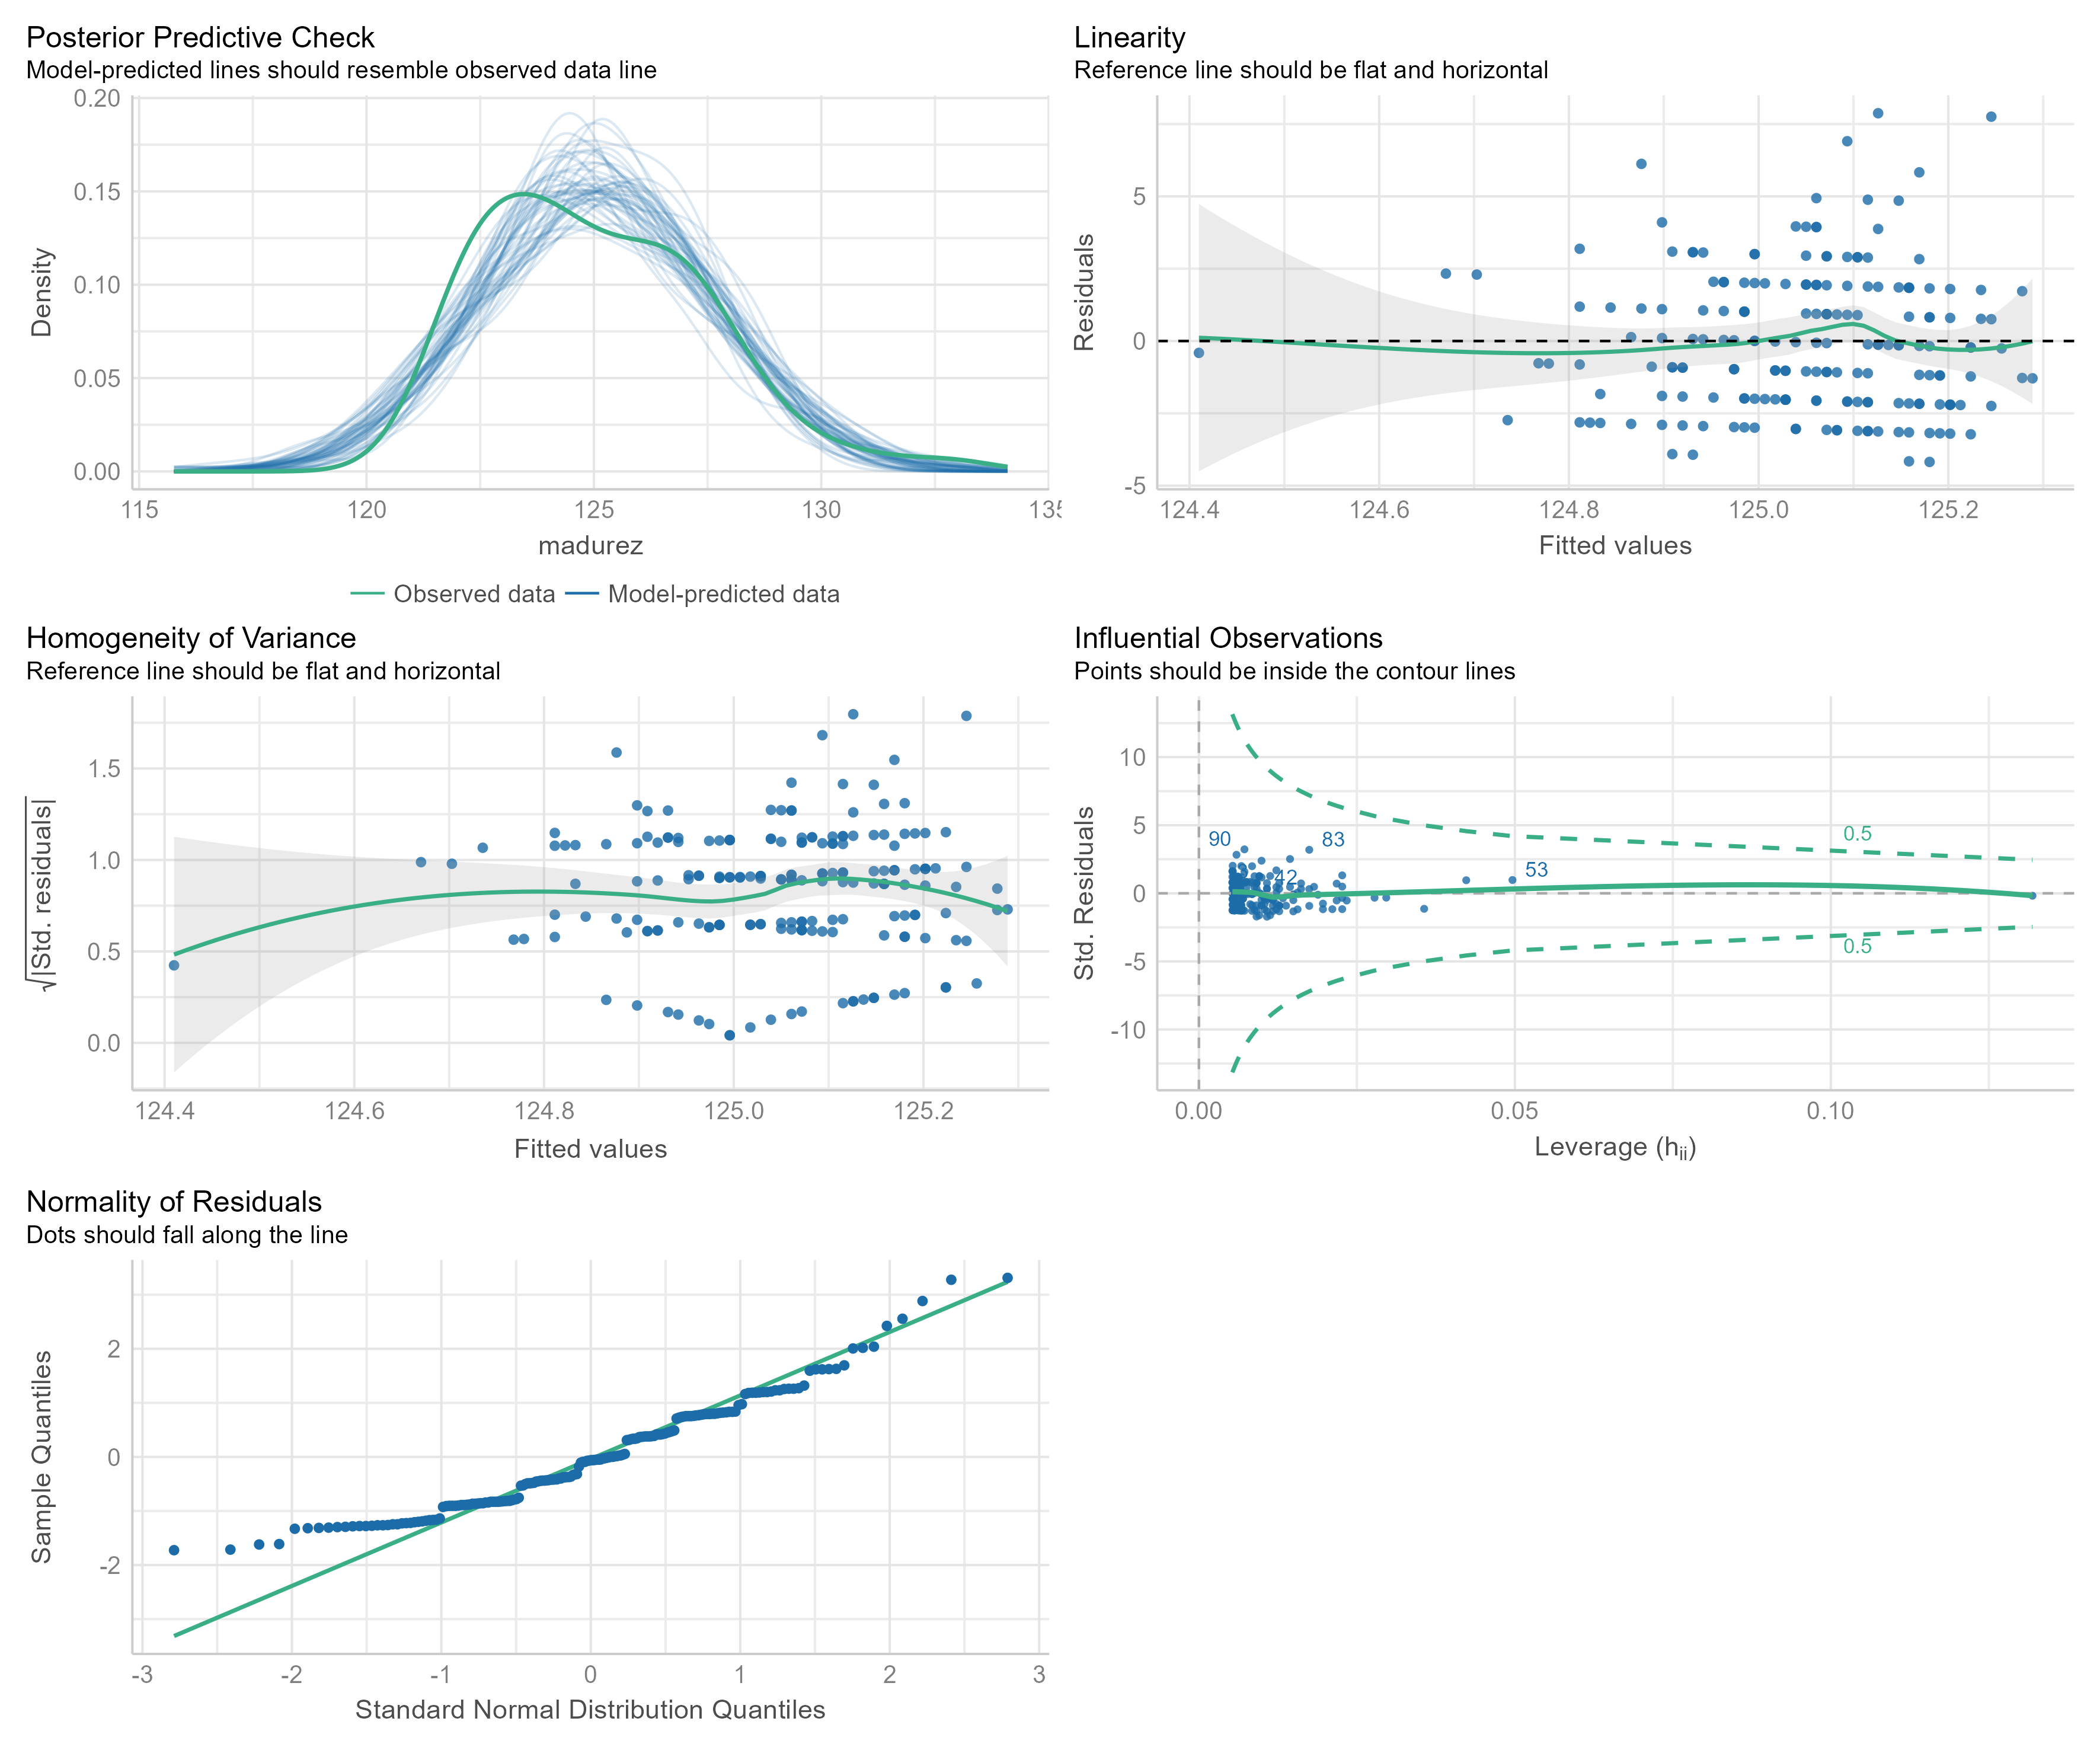 Posterior Predictive Check
Model-predicted lines should resemble observed data line
0.20
0.15
0.10
0.05
0.00
Density
115 120 125 130 135
madurez
Observed data Model-predicted data
Linearity
Reference line should be flat and horizontal
5
0
-5
Residuals
124.4 124.6 124.8 125.0 125.2
Fitted values
Homogeneity of Variance
Reference line should be flat and horizontal
1.5
1.0
0.5
0.0
√|Std. residuals|
124.4 124.6 124.8 125.0 125.2
Fitted values
Influential Observations
Points should be inside the contour lines
10
5
0
-5
-10
Std. Residuals
90
83
53
42
0.5
0.5
0.00 0.05 0.10
Leverage (hii)
Normality of Residuals
Dots should fall along the line
2
0
-2
Sample Quantiles
-3 -2 -1 0 1 2 3
Standard Normal Distribution Quantiles